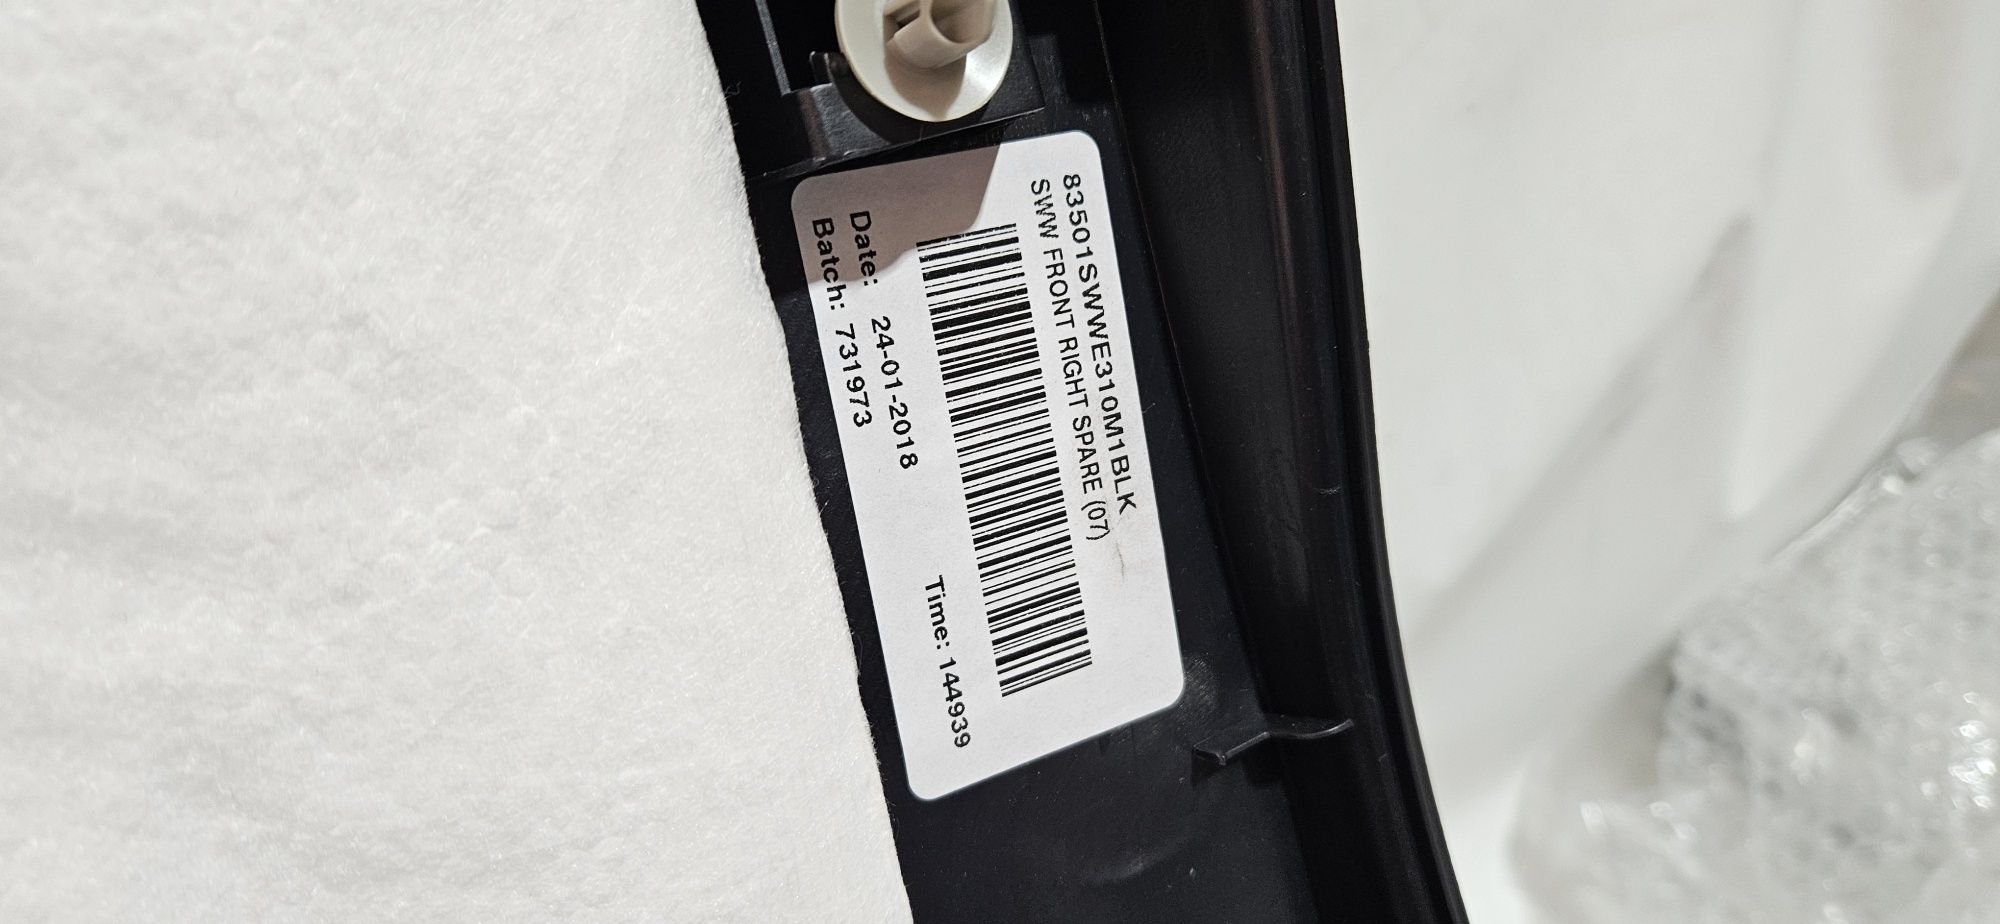 83501SWWE310M1BLK
SWW FRONT RIGHT SPARE (07)
Date: 24-01-2018 Time: 144939
Batch: 731973